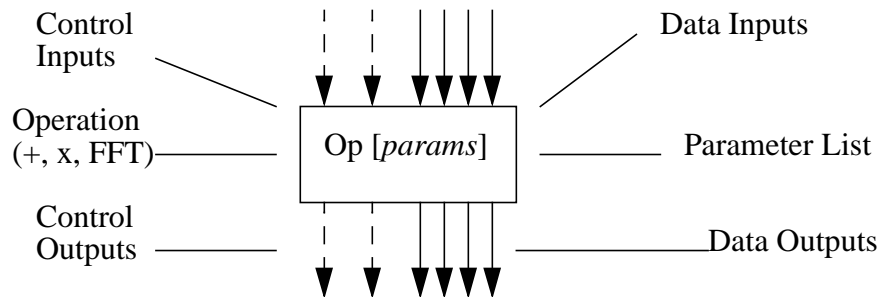 Control
Inputs
Data Inputs
Operation
(+, x, FFT)
Op [params]
Parameter List
Control
Outputs
Data Outputs